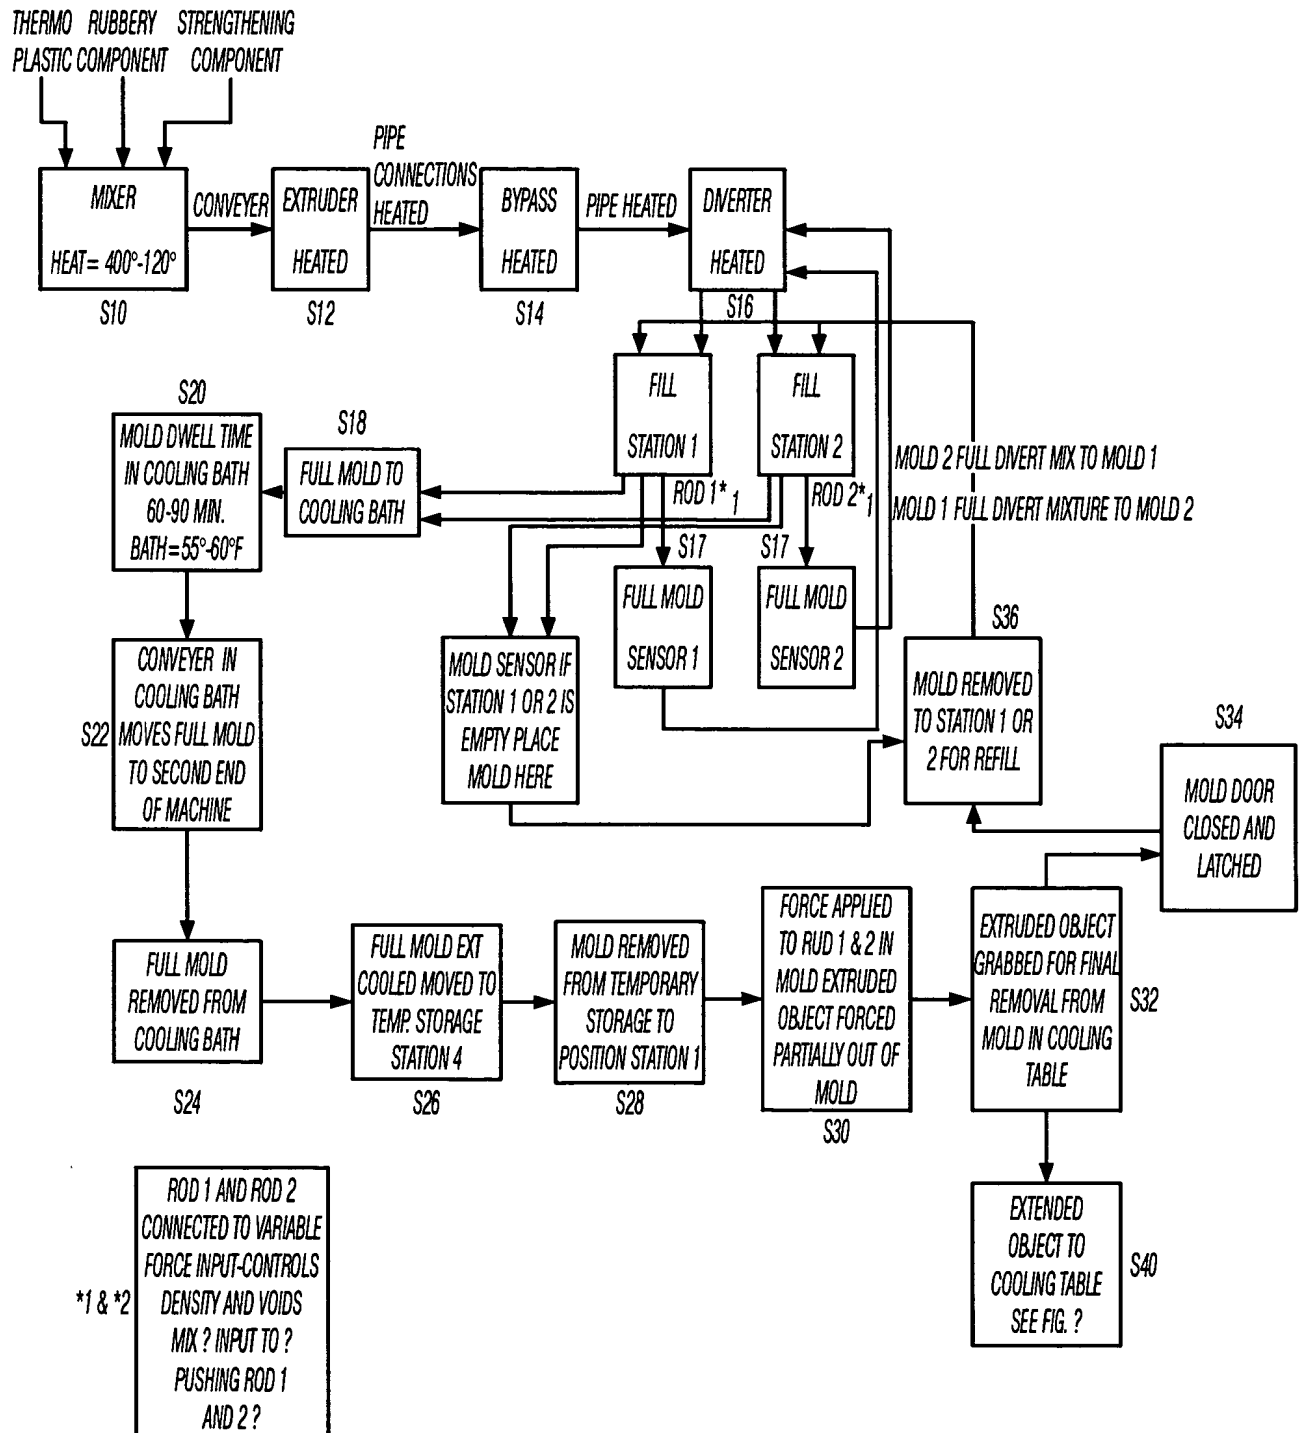 THERMO RUBBERY STRENGTHENING
PLASTIC COMPONENT COMPONENT
MIXER
HEAT= 400°-120°
S10
CONVEYER
EXTRUDER
HEATED
S12
PIPE
CONNECTIONS
HEATED
BYPASS
HEATED
S14
PIPE HEATED
DIVERTER
HEATED
S16
FILL
STATION 1
FILL
STATION 2
ROD 1*1
ROD 2*1
MOLD 2 FULL DIVERT MIX TO MOLD 1
MOLD 1 FULL DIVERT MIXTURE TO MOLD 2
S17
FULL MOLD
SENSOR 1
S17
FULL MOLD
SENSOR 2
S18
FULL MOLD TO
COOLING BATH
S20
MOLD DWELL TIME
IN COOLING BATH
60-90 MIN.
BATH=55°-60°F
CONVEYER IN
COOLING BATH
S22 MOVES FULL MOLD
TO SECOND END
OF MACHINE
MOLD SENSOR IF
STATION 1 OR 2 IS
EMPTY PLACE
MOLD HERE
S36
MOLD REMOVED
TO STATION 1 OR
2 FOR REFILL
S34
MOLD DOOR
CLOSED AND
LATCHED
FULL MOLD
REMOVED FROM
COOLING BATH
S24
FULL MOLD EXT
COOLED MOVED TO
TEMP. STORAGE
STATION 4
S26
MOLD REMOVED
FROM TEMPORARY
STORAGE TO
POSITION STATION 1
S28
FORCE APPLIED
TO RUD 1 & 2 IN
MOLD EXTRUDED
OBJECT FORCED
PARTIALLY OUT OF
MOLD
S30
EXTRUDED OBJECT
GRABBED FOR FINAL
REMOVAL FROM
MOLD IN COOLING
TABLE
S32
EXTENDED
OBJECT TO
COOLING TABLE
SEE FIG. ?
S40
ROD 1 AND ROD 2
CONNECTED TO VARIABLE
FORCE INPUT-CONTROLS
*1 & *2 DENSITY AND VOIDS
MIX ? INPUT TO ?
PUSHING ROD 1
AND 2 ?